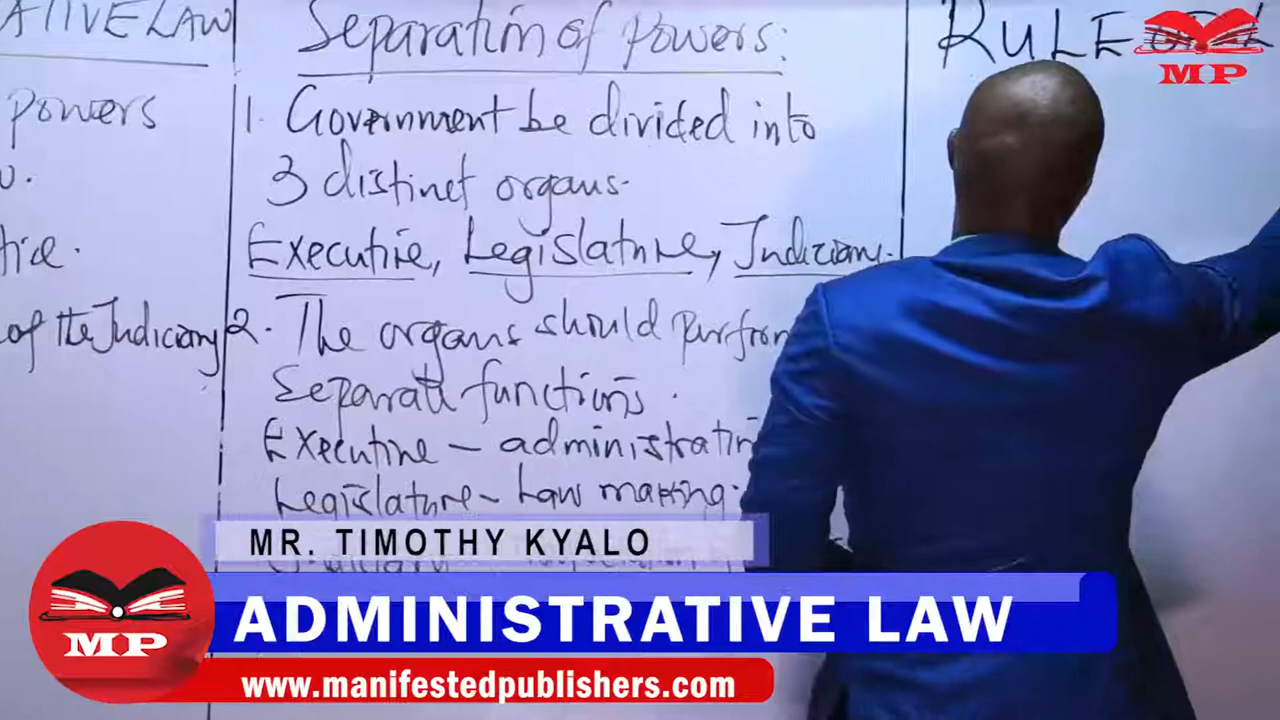 ATIVE LAW
powers
tice.
of the Judiciary
Separation of powers:
1. Government be divided into
3 distinct organs.
Executive, Legislature, Judiciary.
2. The organs should perform
Separate functions.
Executive - administratin
Legislature - Law making.
RULE
MP
MR. TIMOTHY KYALO
ADMINISTRATIVE LAW
MP
www.manifestedpublishers.com